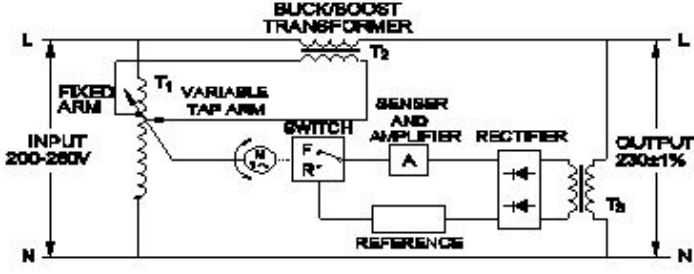 BUCK/BOOST
TRANSFORMER
L
L
T2
T1
FIXED
ARM
VARIABLE
TAP ARM
SENSER
AND
AMPLIFIER
SWITCH
RECTIFIER
INPUT
200-260V
OUTPUT
230±1%
M
F
R
A
T3
REFERENCE
N
N